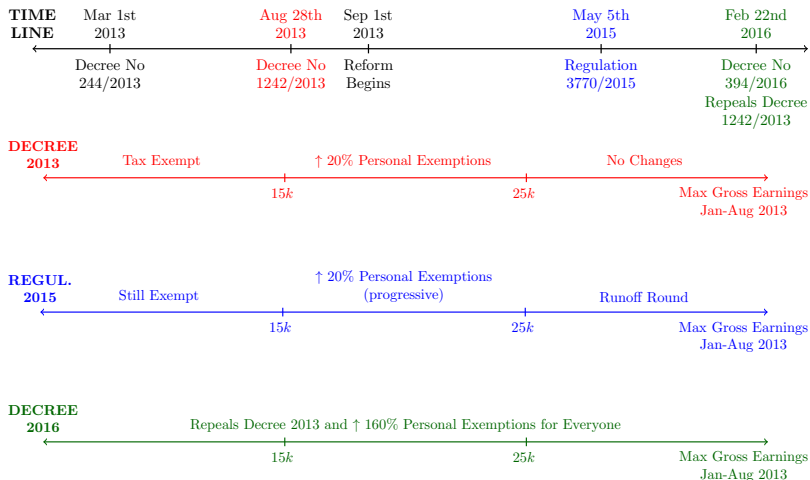 TIME
LINE
Mar 1st
2013
Aug 28th
2013
Sep 1st
2013
May 5th
2015
Feb 22nd
2016
Decree No
244/2013
Decree No
1242/2013
Reform
Begins
Regulation
3770/2015
Decree No
394/2016
Repeals Decree
1242/2013
DECREE
2013
Tax Exempt
↑ 20% Personal Exemptions
No Changes
15k
25k
Max Gross Earnings
Jan-Aug 2013
REGUL.
2015
Still Exempt
↑ 20% Personal Exemptions
(progressive)
Runoff Round
15k
25k
Max Gross Earnings
Jan-Aug 2013
DECREE
2016
Repeals Decree 2013 and ↑ 160% Personal Exemptions for Everyone
15k
25k
Max Gross Earnings
Jan-Aug 2013